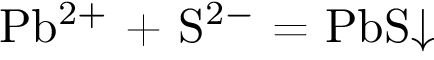 Pb²⁺ + S²⁻ = PbS↓